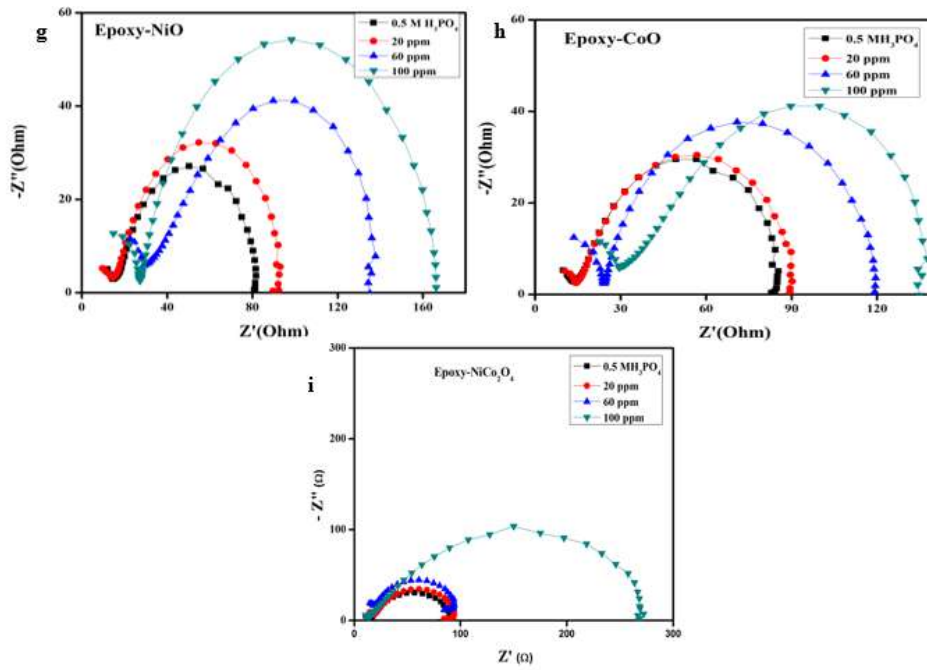 g
Epoxy-NiO
0.5 M H₃PO₄
20 ppm
60 ppm
100 ppm
60
40
20
0
-Z"(Ohm)
40 80 120 160
Z'(Ohm)
h
Epoxy-CoO
0.5 MH₃PO₄
20 ppm
60 ppm
100 ppm
60
40
20
0
-Z"(Ohm)
0 30 60 90 120
Z'(Ohm)
i
Epoxy-NiCo₂O₄
0.5 MH₃PO₄
20 ppm
60 ppm
100 ppm
300
200
100
0
- Z" (Ω)
0 100 200 300
Z' (Ω)